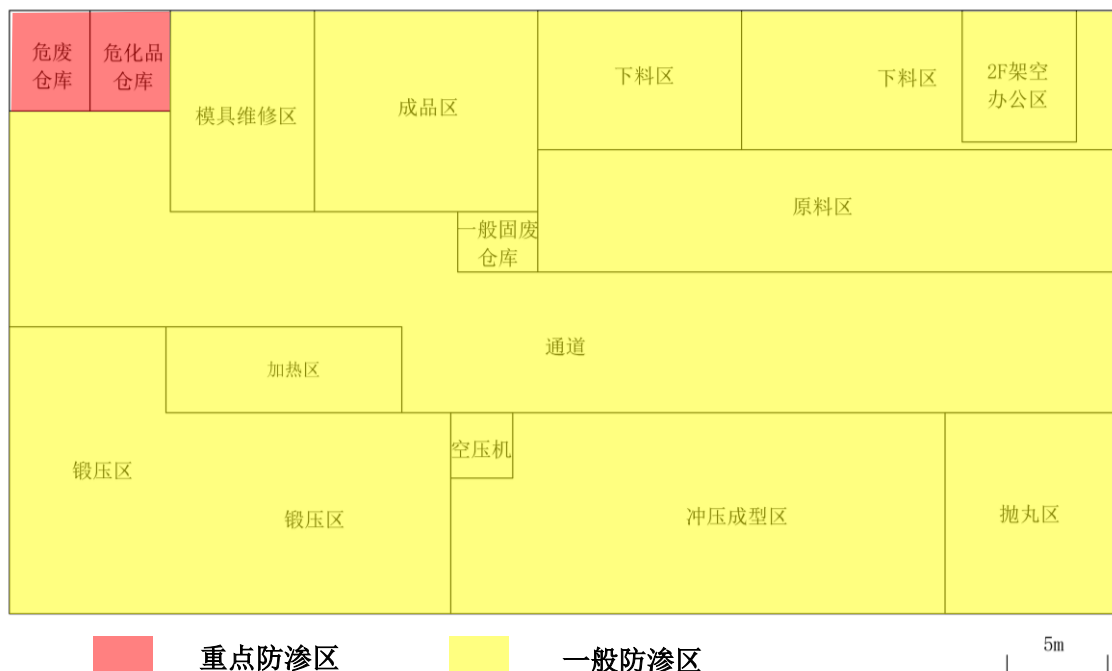 危废
仓库
危化品
仓库
模具维修区
成品区
下料区
下料区
2F架空
办公区
原料区
一般固废
仓库
通道
加热区
空压机
锻压区
锻压区
冲压成型区
抛丸区
重点防渗区
一般防渗区
5m